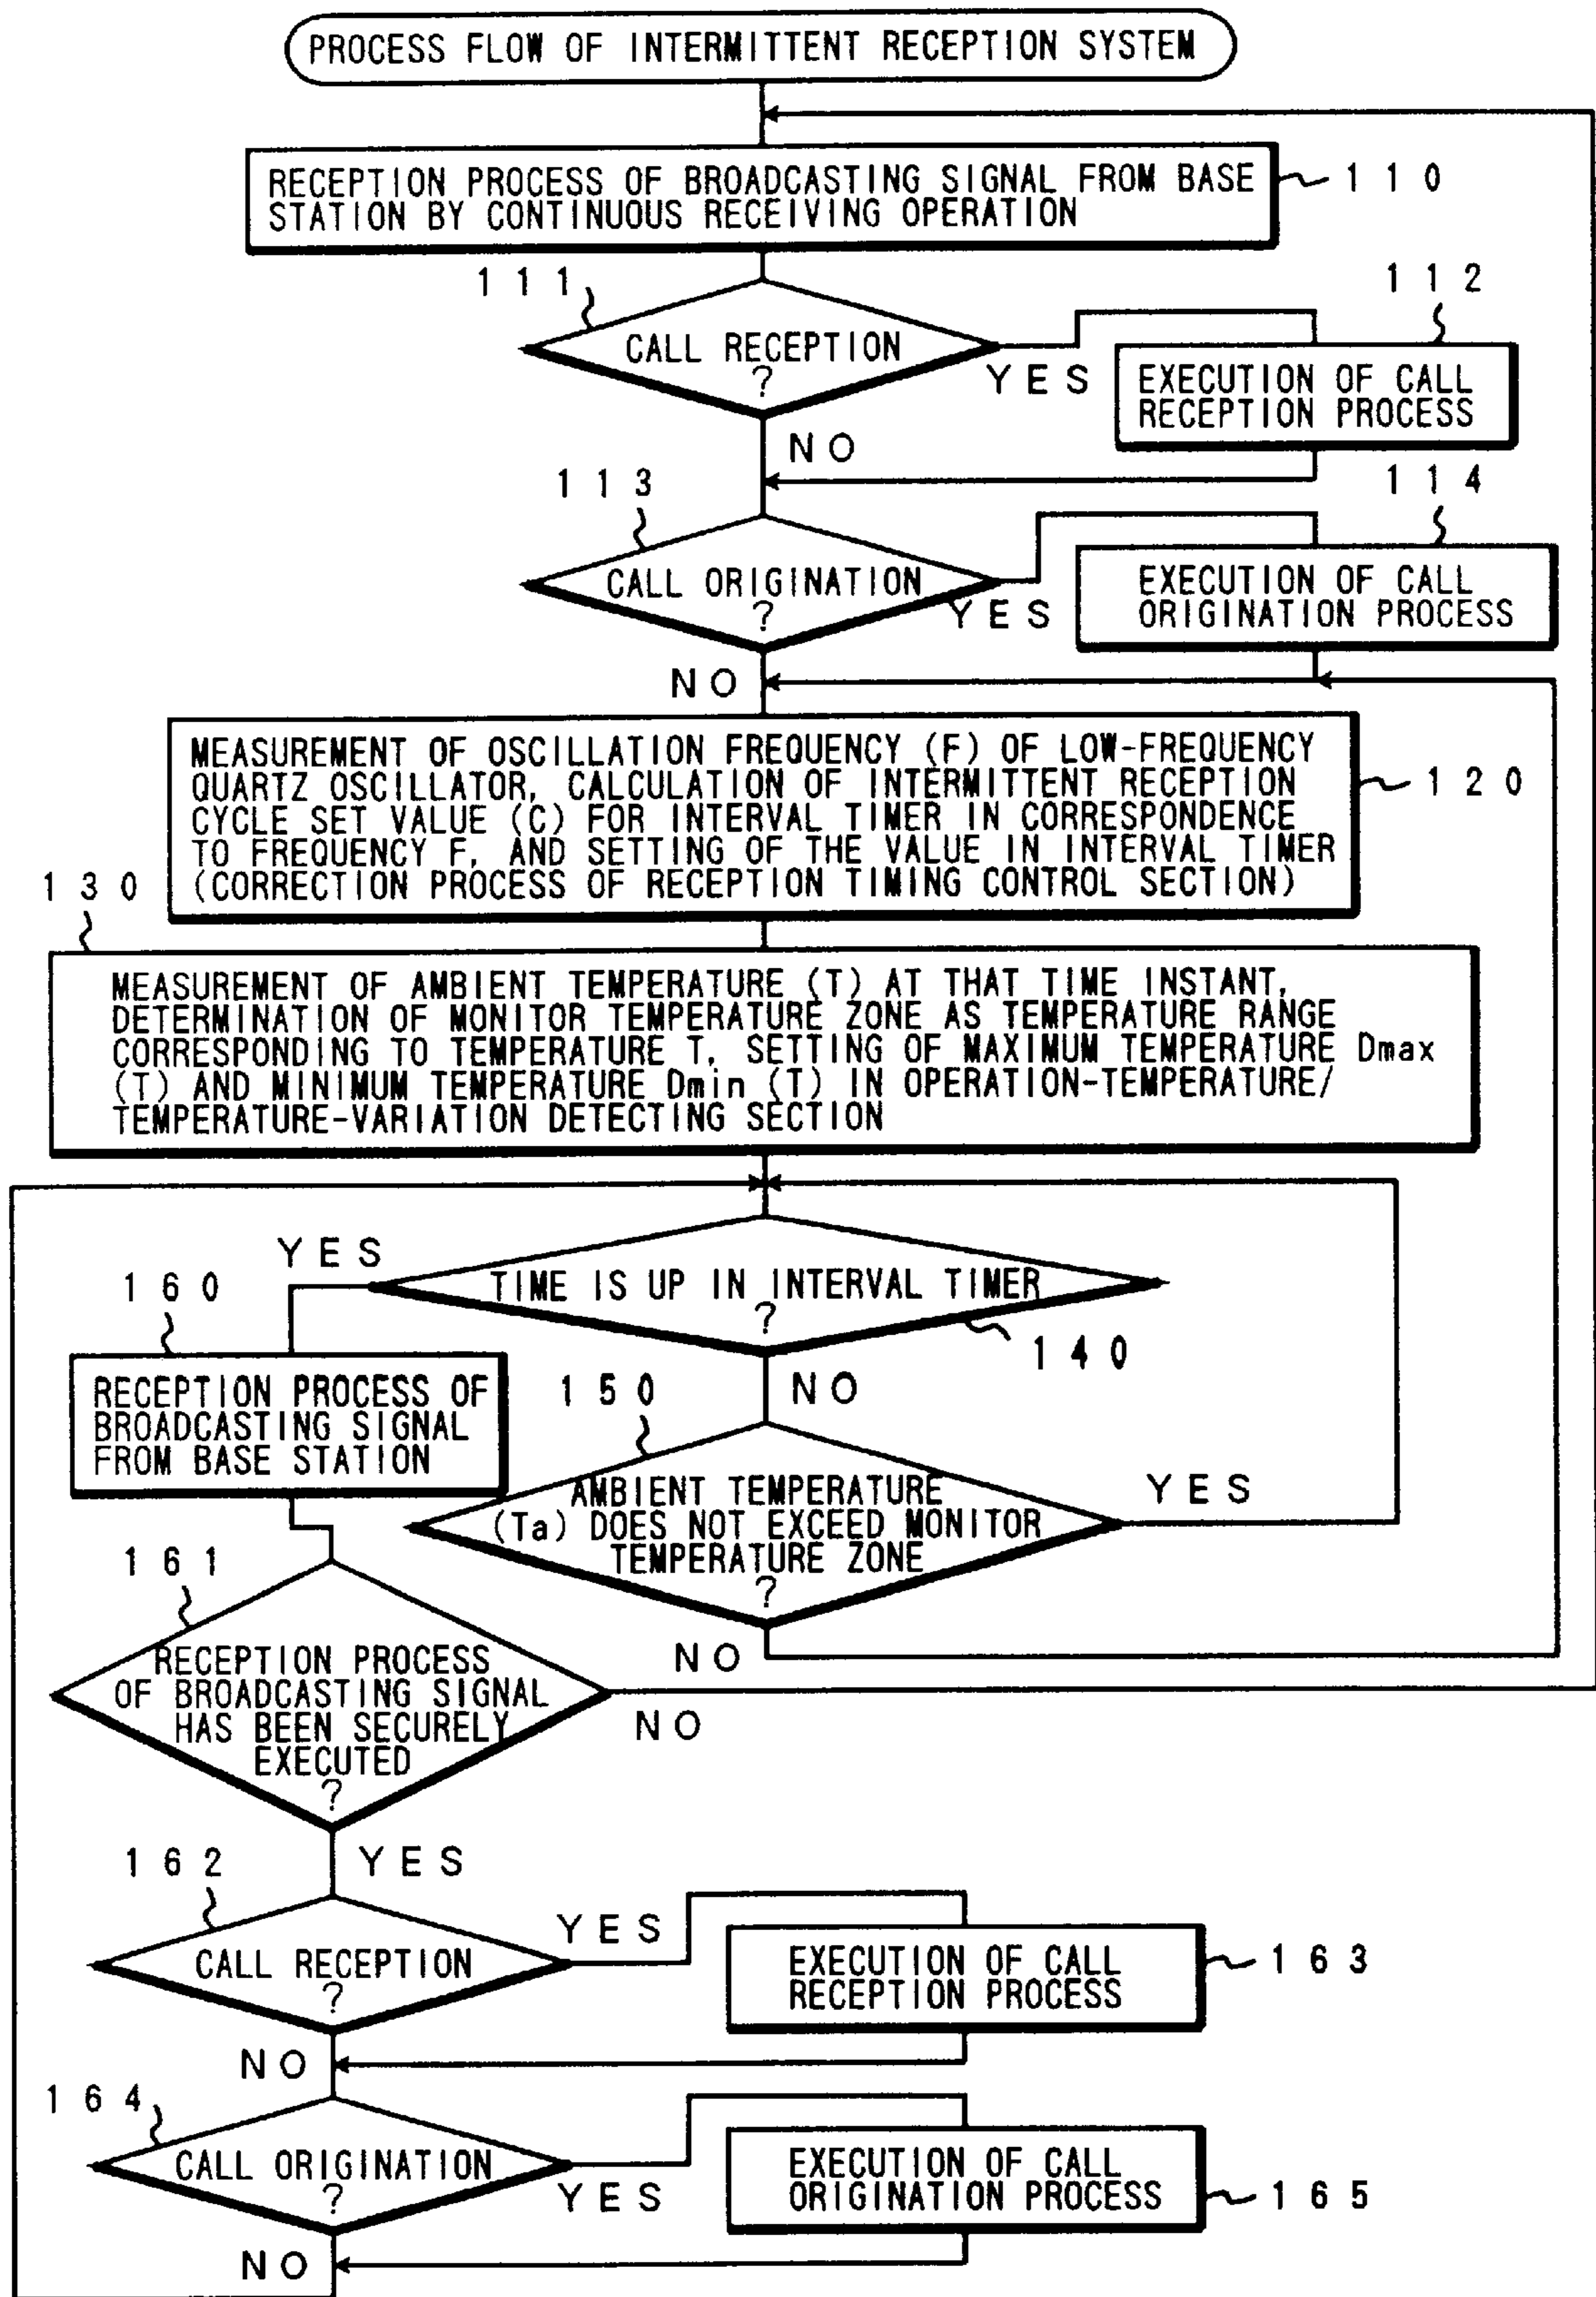 PROCESS FLOW OF INTERMITTENT RECEPTION SYSTEM
RECEPTION PROCESS OF BROADCASTING SIGNAL FROM BASE
STATION BY CONTINUOUS RECEIVING OPERATION
110
111
CALL RECEPTION
?
YES
112
EXECUTION OF CALL
RECEPTION PROCESS
NO
113
CALL ORIGINATION
?
YES
114
EXECUTION OF CALL
ORIGINATION PROCESS
NO
MEASUREMENT OF OSCILLATION FREQUENCY (F) OF LOW-FREQUENCY
QUARTZ OSCILLATOR, CALCULATION OF INTERMITTENT RECEPTION
CYCLE SET VALUE (C) FOR INTERVAL TIMER IN CORRESPONDENCE
TO FREQUENCY F, AND SETTING OF THE VALUE IN INTERVAL TIMER
(CORRECTION PROCESS OF RECEPTION TIMING CONTROL SECTION)
120
130
MEASUREMENT OF AMBIENT TEMPERATURE (T) AT THAT TIME INSTANT,
DETERMINATION OF MONITOR TEMPERATURE ZONE AS TEMPERATURE RANGE
CORRESPONDING TO TEMPERATURE T, SETTING OF MAXIMUM TEMPERATURE Dmax
(T) AND MINIMUM TEMPERATURE Dmin (T) IN OPERATION-TEMPERATURE/
TEMPERATURE-VARIATION DETECTING SECTION
YES
TIME IS UP IN INTERVAL TIMER
?
140
NO
160
RECEPTION PROCESS OF
BROADCASTING SIGNAL
FROM BASE STATION
150
AMBIENT TEMPERATURE
(Ta) DOES NOT EXCEED MONITOR
TEMPERATURE ZONE
?
YES
NO
161
RECEPTION PROCESS
OF BROADCASTING SIGNAL
HAS BEEN SECURELY
EXECUTED
?
NO
YES
162
CALL RECEPTION
?
YES
EXECUTION OF CALL
RECEPTION PROCESS
163
NO
164
CALL ORIGINATION
?
YES
EXECUTION OF CALL
ORIGINATION PROCESS
165
NO